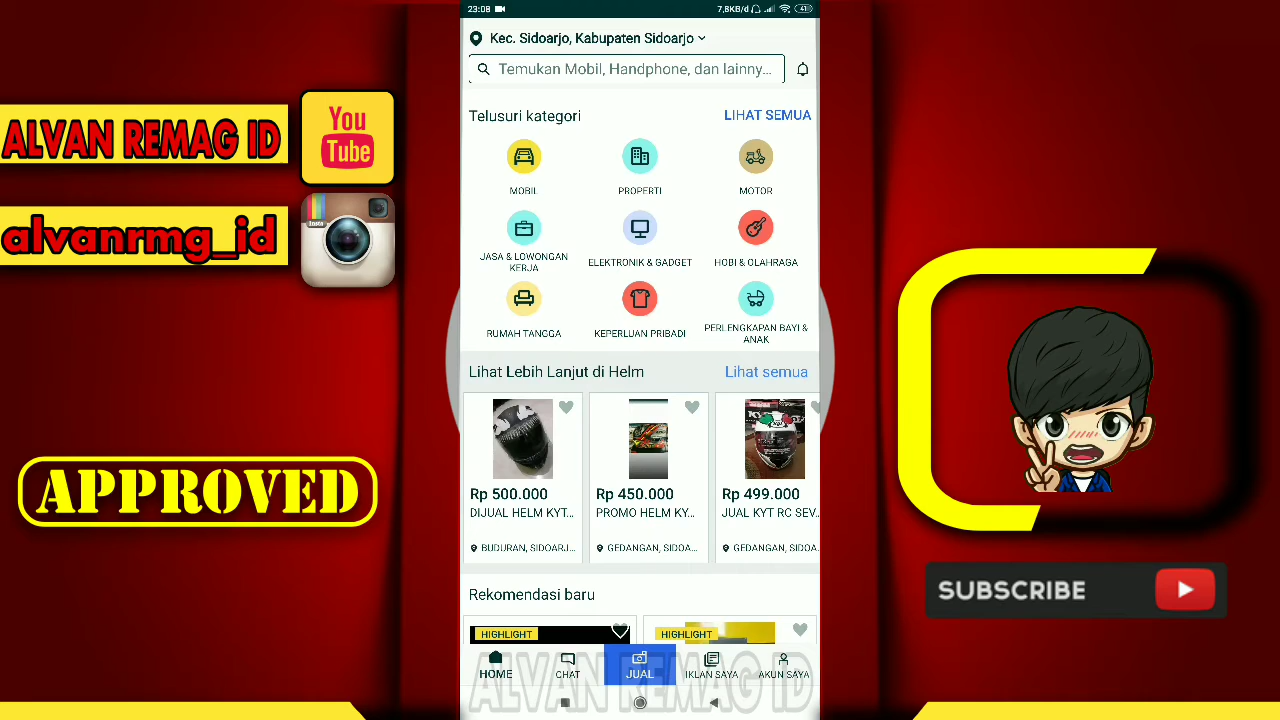 23:08
7,8KB/d
41
Kec. Sidoarjo, Kabupaten Sidoarjo
Temukan Mobil, Handphone, dan lainny...
Telusuri kategori
LIHAT SEMUA
MOBIL
PROPERTI
MOTOR
JASA & LOWONGAN
KERJA
ELEKTRONIK & GADGET
HOBI & OLAHRAGA
RUMAH TANGGA
KEPERLUAN PRIBADI
PERLENGKAPAN BAYI &
ANAK
Lihat Lebih Lanjut di Helm
Lihat semua
Rp 500.000
DIJUAL HELM KYT...
BUDURAN, SIDOARJ...
Rp 450.000
PROMO HELM KY...
GEDANGAN, SIDOA...
Rp 499.000
JUAL KYT RC SEV...
GEDANGAN, SIDOA...
Rekomendasi baru
HIGHLIGHT
HIGHLIGHT
HOME
CHAT
JUAL
IKLAN SAYA
AKUN SAYA
ALVAN REMAG ID
ALVAN REMAG ID
You
Tube
alvanrmg_id
Insta
APPROVED
SUBSCRIBE